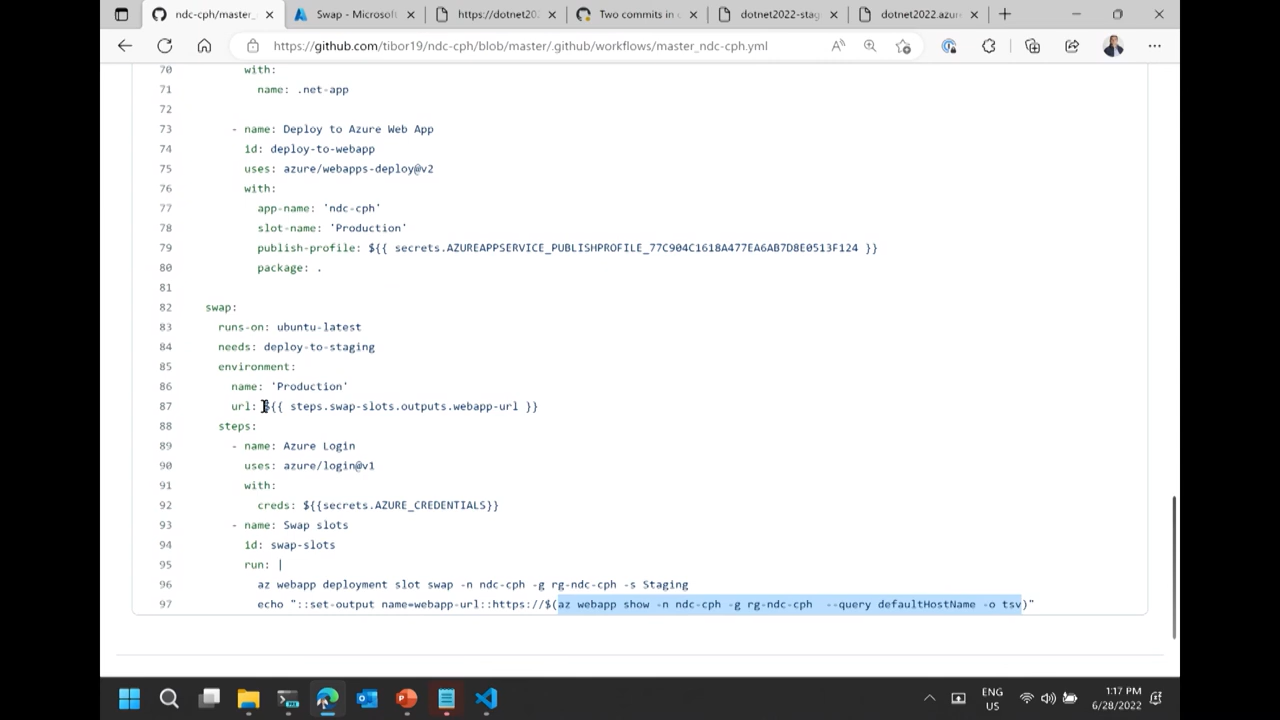 ndc-cph/master_
Swap - Microsof
https://dotnet20
Two commits in
dotnet2022-stag
dotnet2022.azur
https://github.com/tibor19/ndc-cph/blob/master/.github/workflows/master_ndc-cph.yml
70 with:
71 name: .net-app
72
73 - name: Deploy to Azure Web App
74 id: deploy-to-webapp
75 uses: azure/webapps-deploy@v2
76 with:
77 app-name: 'ndc-cph'
78 slot-name: 'Production'
79 publish-profile: ${{ secrets.AZUREAPPSERVICE_PUBLISHPROFILE_77C904C1618A477EA6AB7D8E0513F124 }}
80 package: .
81
82 swap:
83 runs-on: ubuntu-latest
84 needs: deploy-to-staging
85 environment:
86 name: 'Production'
87 url: ${{ steps.swap-slots.outputs.webapp-url }}
88 steps:
89 - name: Azure Login
90 uses: azure/login@v1
91 with:
92 creds: ${{secrets.AZURE_CREDENTIALS}}
93 - name: Swap slots
94 id: swap-slots
95 run: |
96 az webapp deployment slot swap -n ndc-cph -g rg-ndc-cph -s Staging
97 echo "::set-output name=webapp-url::https://$(az webapp show -n ndc-cph -g rg-ndc-cph --query defaultHostName -o tsv)"
ENG
US
1:17 PM
6/28/2022